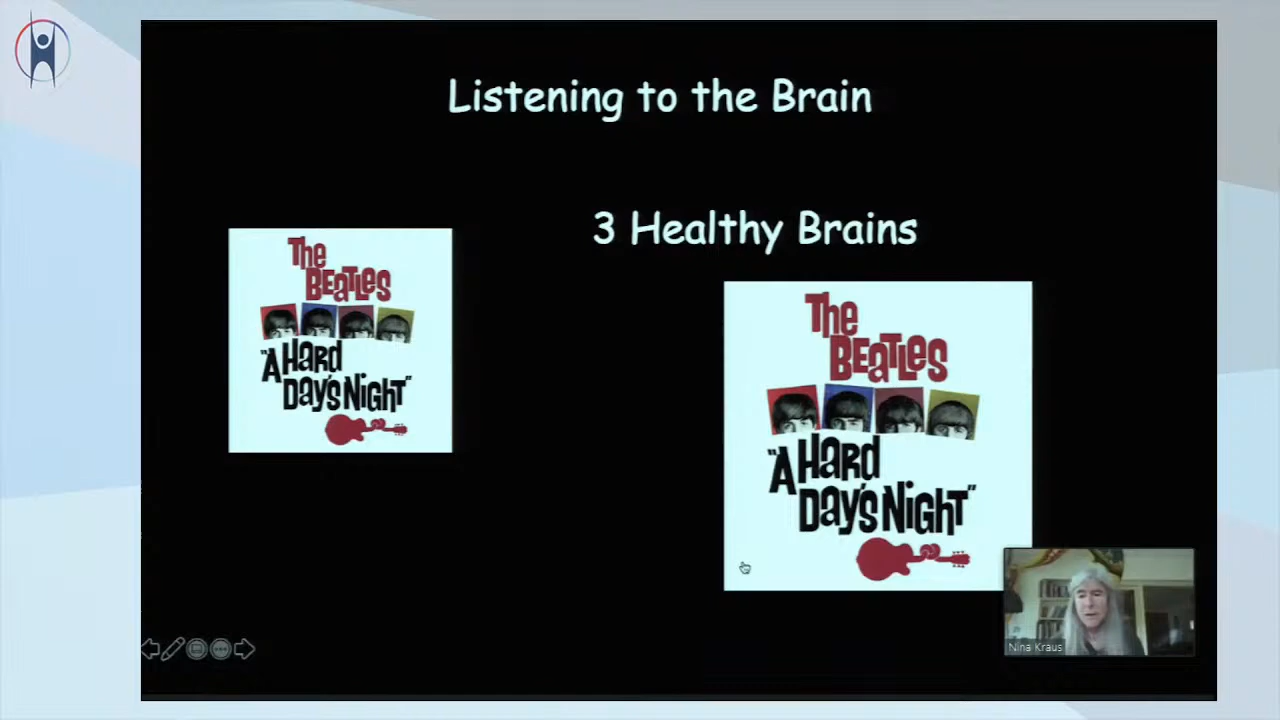 Listening to the Brain
3 Healthy Brains
The
BEATLES
"A HARD
DAY'S NIGHT"
The
BEATLES
"A HARD
DAY'S NIGHT"
Nina Kraus